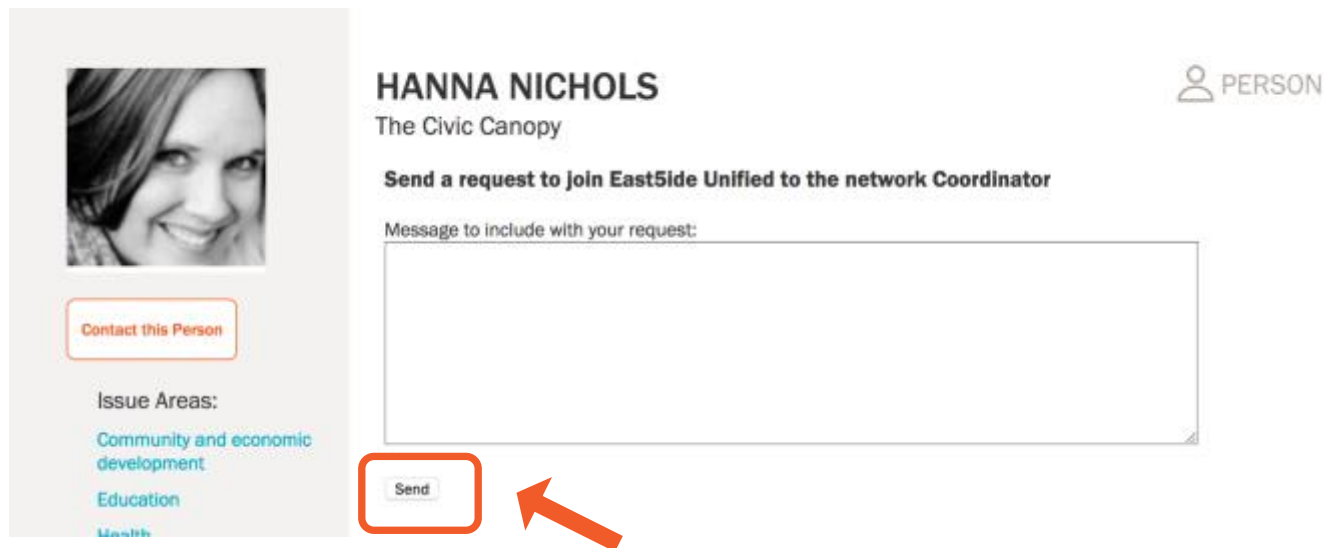 HANNA NICHOLS
PERSON
The Civic Canopy
Send a request to join East5ide Unified to the network Coordinator
Message to include with your request:
Contact this Person
Issue Areas:
Community and economic
development
Education
Health
Send